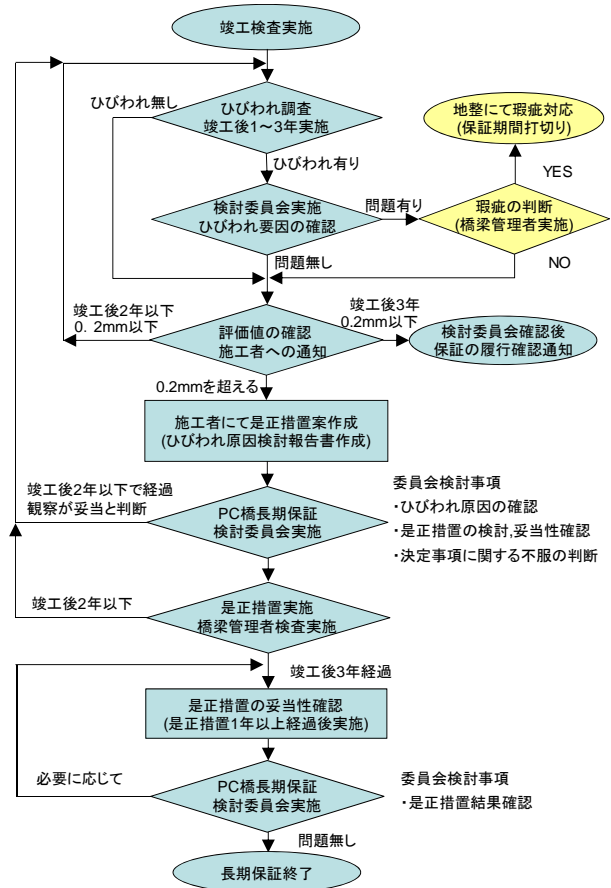 竣工検査実施
ひびわれ無し
ひびわれ調査
竣工後1～3年実施
地整にて瑕疵対応
(保証期間打切り)
ひびわれ有り
YES
検討委員会実施
ひびわれ要因の確認
問題有り
瑕疵の判断
(橋梁管理者実施)
問題無し
NO
竣工後2年以下
0．2mm以下
評価値の確認
施工者への通知
竣工後3年
0.2mm以下
検討委員会確認後
保証の履行確認通知
0.2mmを超える
施工者にて是正措置案作成
(ひびわれ原因検討報告書作成)
竣工後2年以下で経過
観察が妥当と判断
PC橋長期保証
検討委員会実施
委員会検討事項
・ひびわれ原因の確認
・是正措置の検討,妥当性確認
・決定事項に関する不服の判断
竣工後2年以下
是正措置実施
橋梁管理者検査実施
竣工後3年経過
是正措置の妥当性確認
(是正措置1年以上経過後実施)
必要に応じて
PC橋長期保証
検討委員会実施
委員会検討事項
・是正措置結果確認
問題無し
長期保証終了